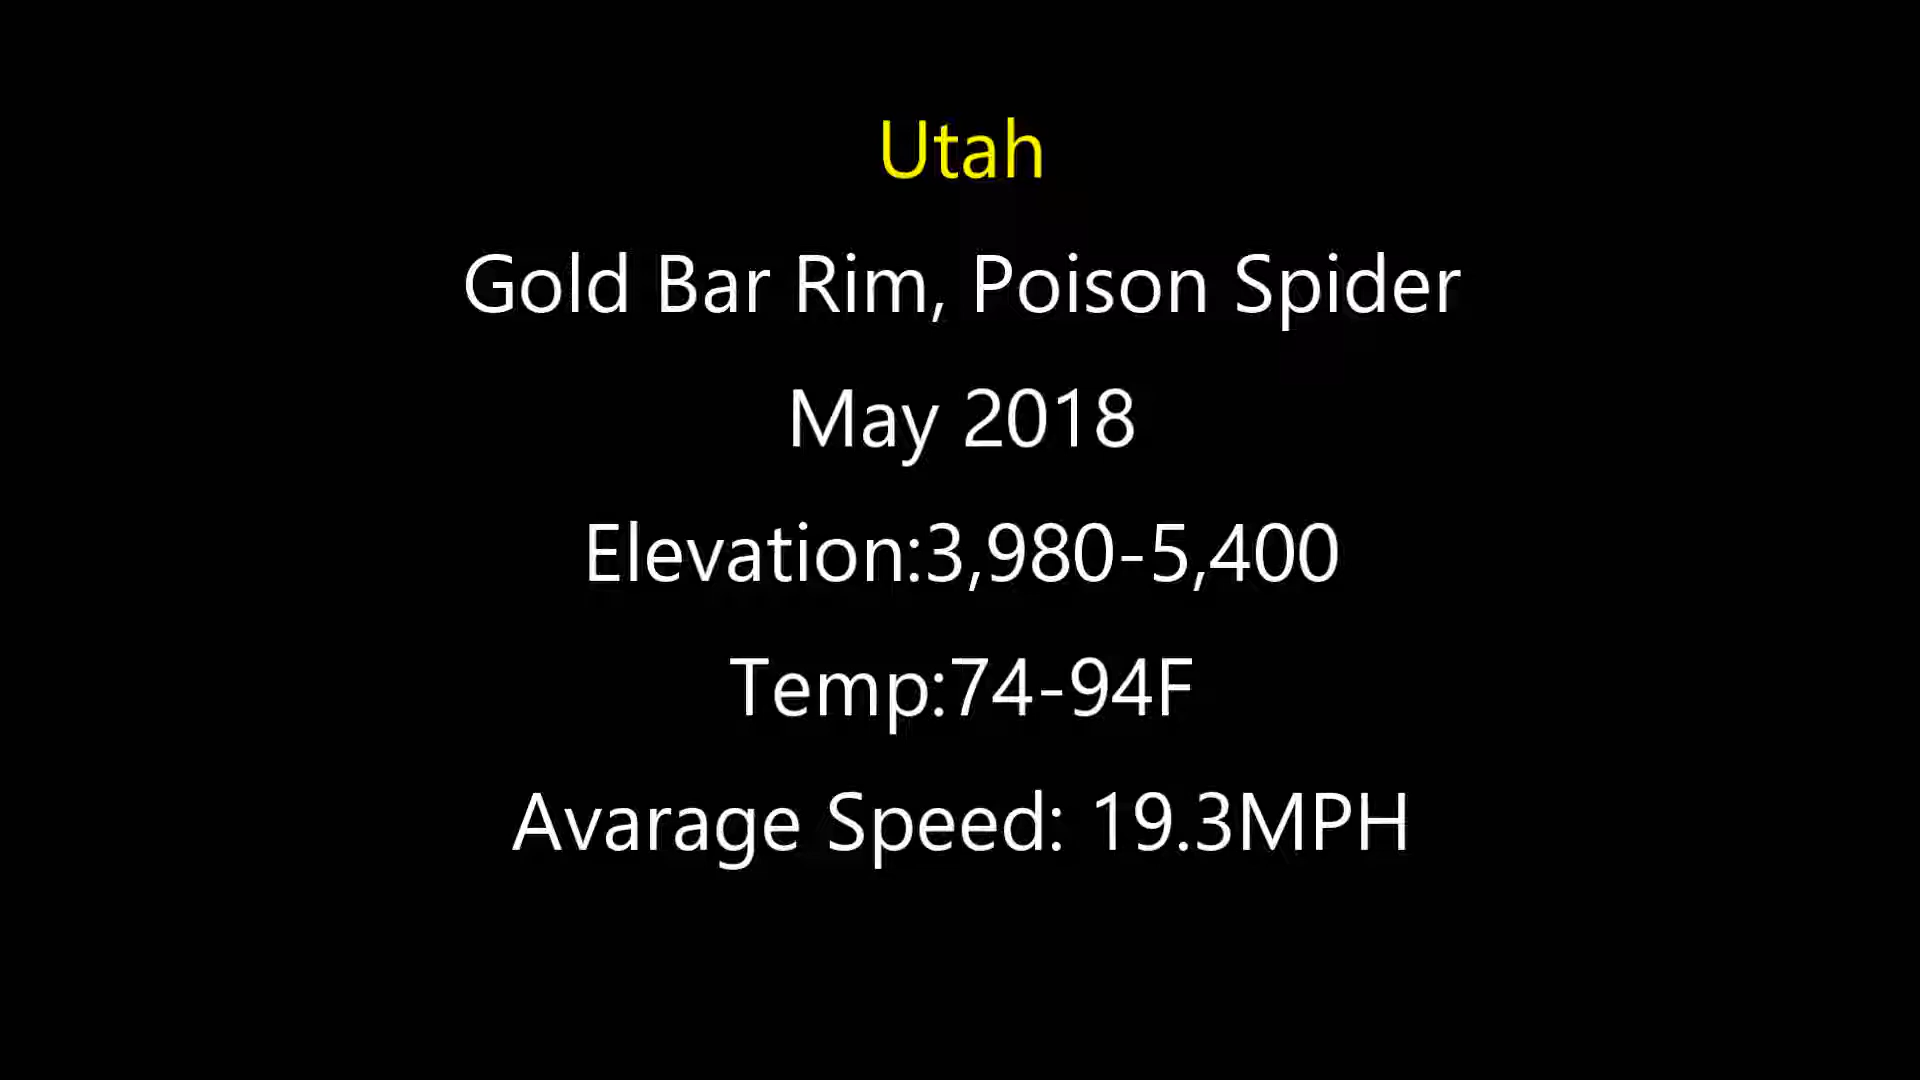 Utah
Gold Bar Rim, Poison Spider
May 2018
Elevation:3,980-5,400
Temp:74-94F
Avarage Speed: 19.3MPH